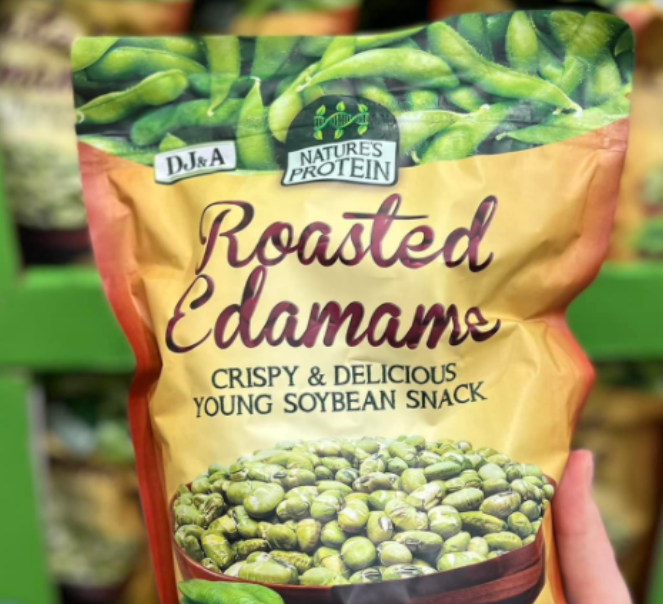 DJ&A
NATURE'S
PROTEIN
Roasted
Edamame
CRISPY & DELICIOUS
YOUNG SOYBEAN SNACK